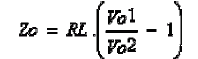 Zo = RL.(Vo1/Vo2 - 1)